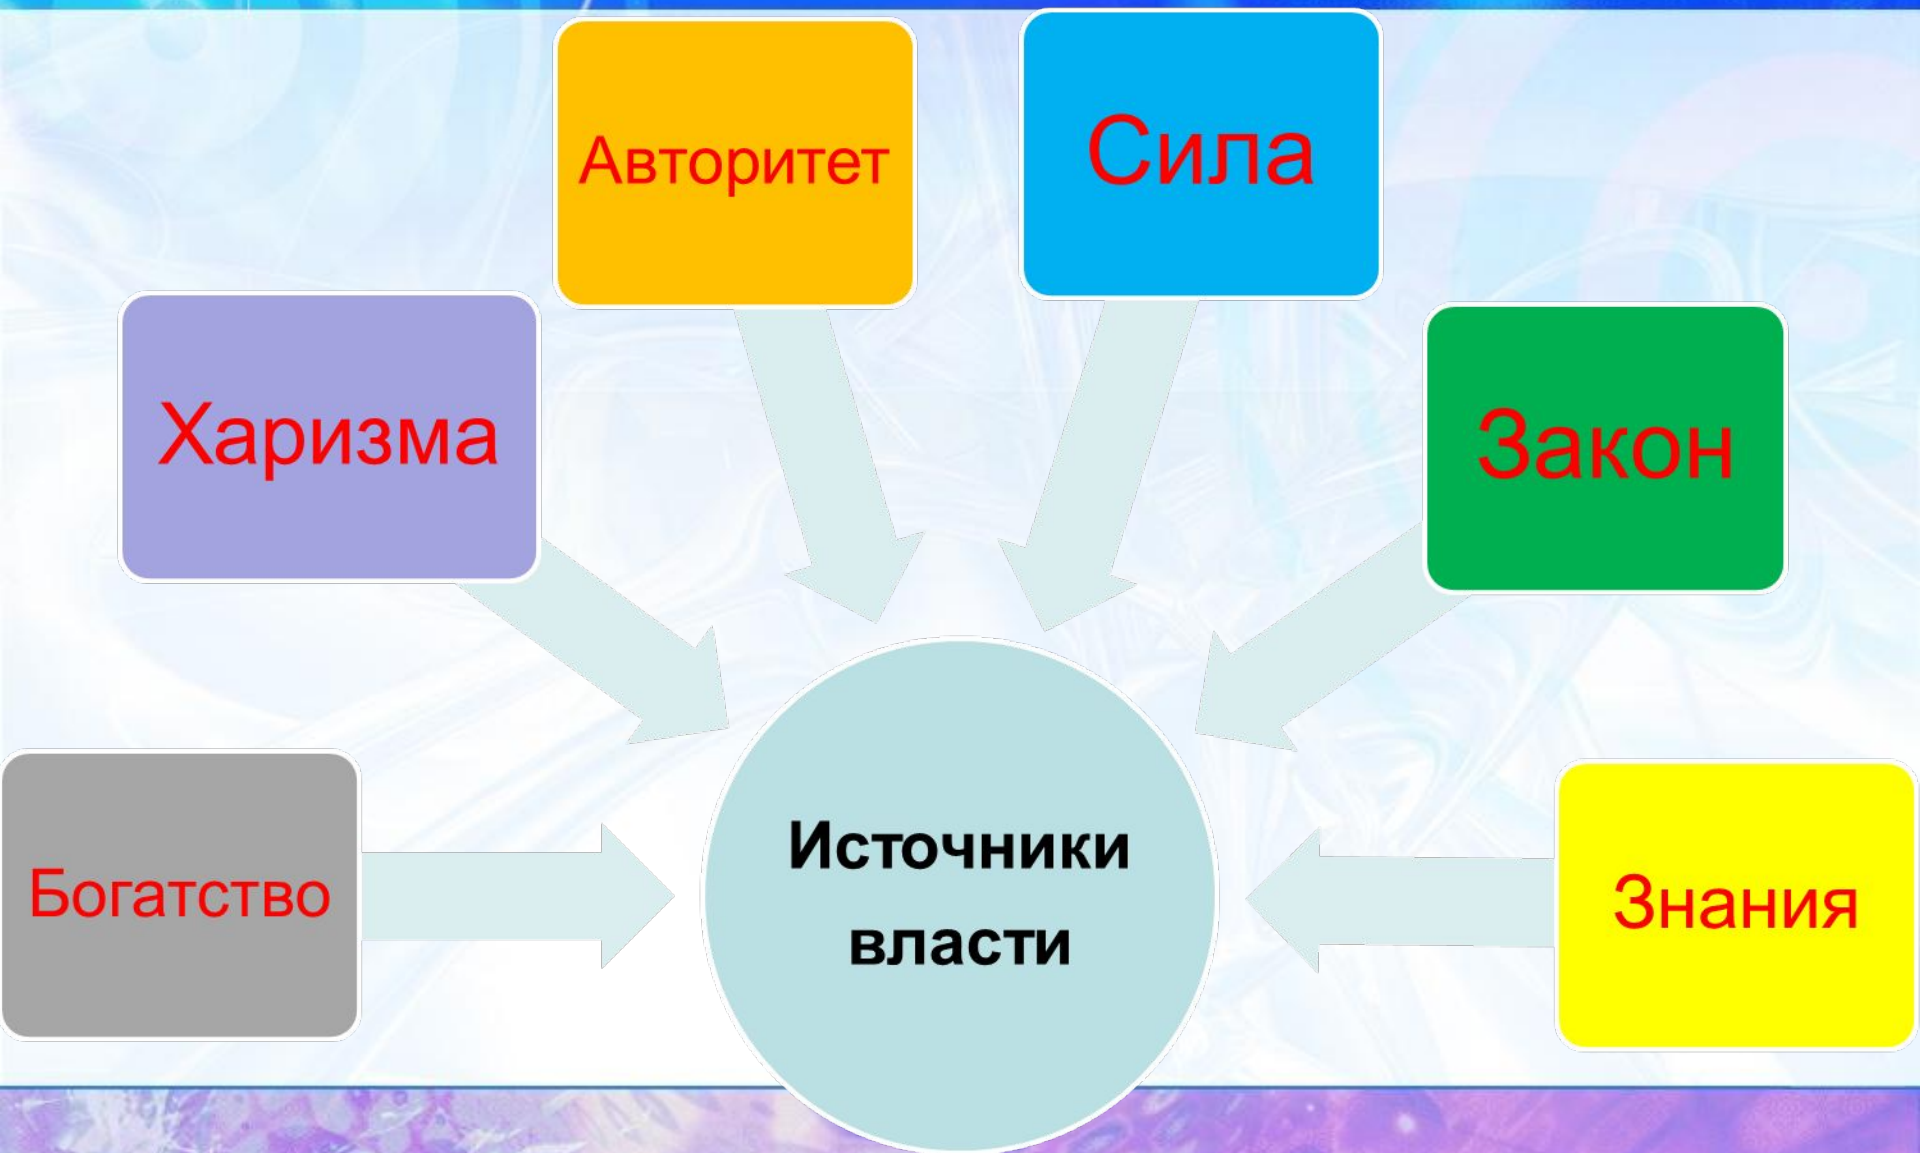 Авторитет
Сила
Харизма
Закон
Богатство
Источники
власти
Знания